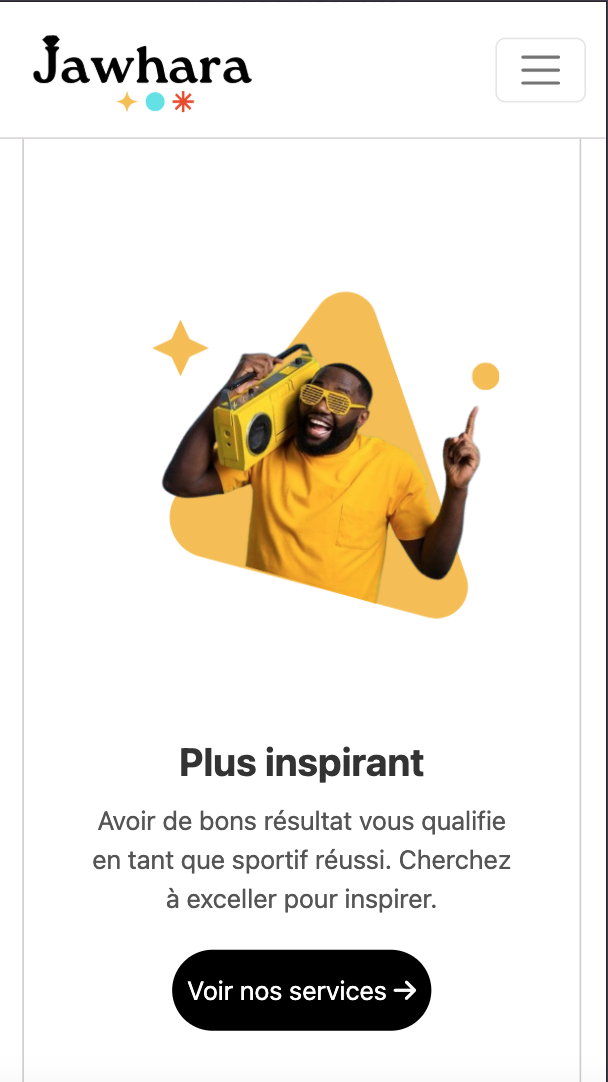 Jawhara
Plus inspirant
Avoir de bons résultat vous qualifie
en tant que sportif réussi. Cherchez
à exceller pour inspirer.
Voir nos services →